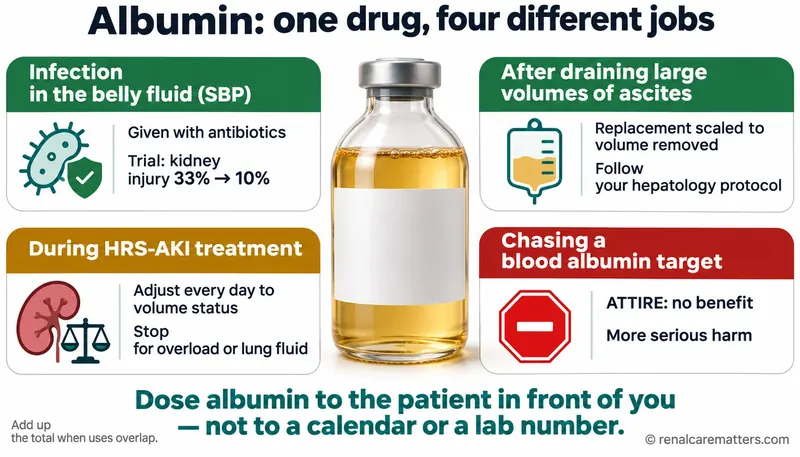 Albumin: one drug, four different jobs
Infection
in the belly fluid (SBP)
Given with antibiotics
Trial: kidney
injury 33% → 10%
After draining large
volumes of ascites
Replacement scaled to
volume removed
Follow
your hepatology protocol
During HRS-AKI treatment
Adjust every day to
volume status
Stop
for overload or lung fluid
Chasing a
blood albumin target
ATTIRE: no benefit
More serious harm
Dose albumin to the patient in front of you
— not to a calendar or a lab number.
Add up
the total when uses overlap.
© renalcarematters.com